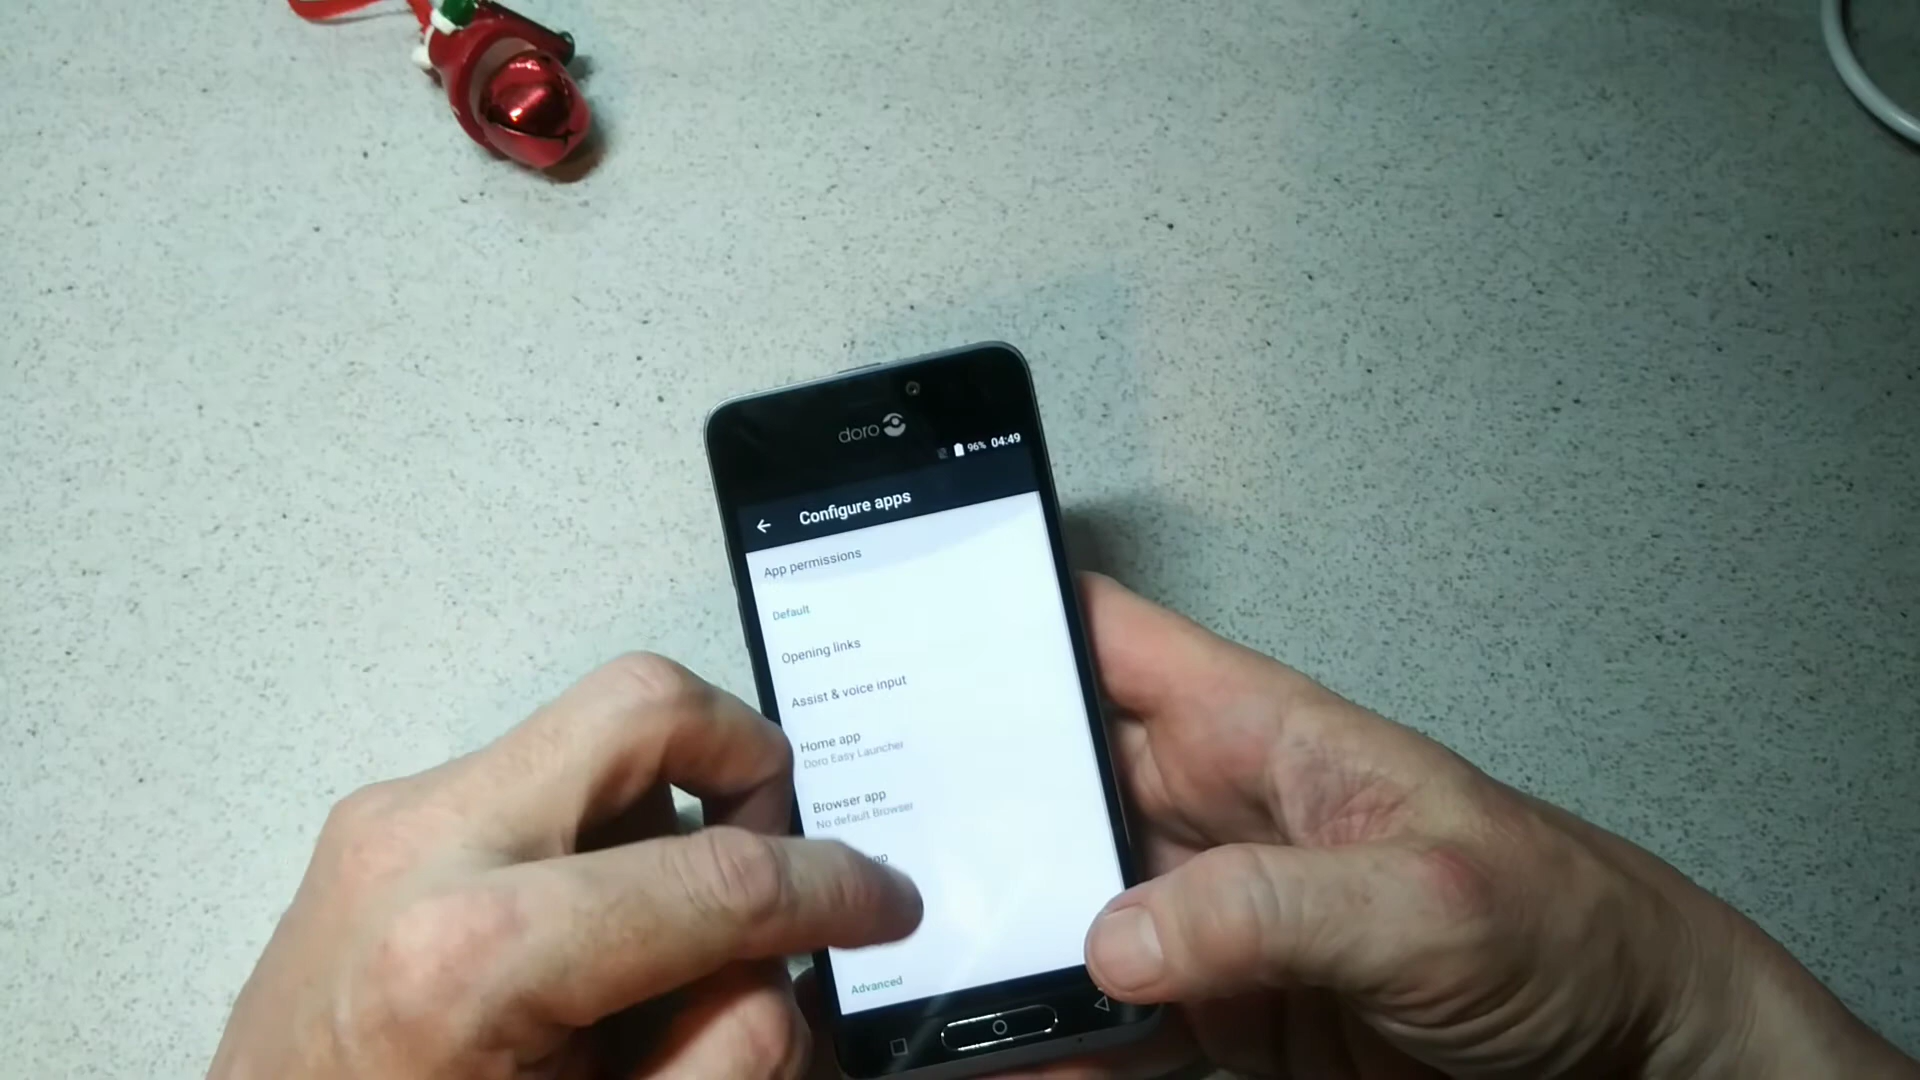 doro
96% 04:49
Configure apps
App permissions
Default
Opening links
Assist & voice input
Home app
Doro Easy Launcher
Browser app
No default Browser
Advanced